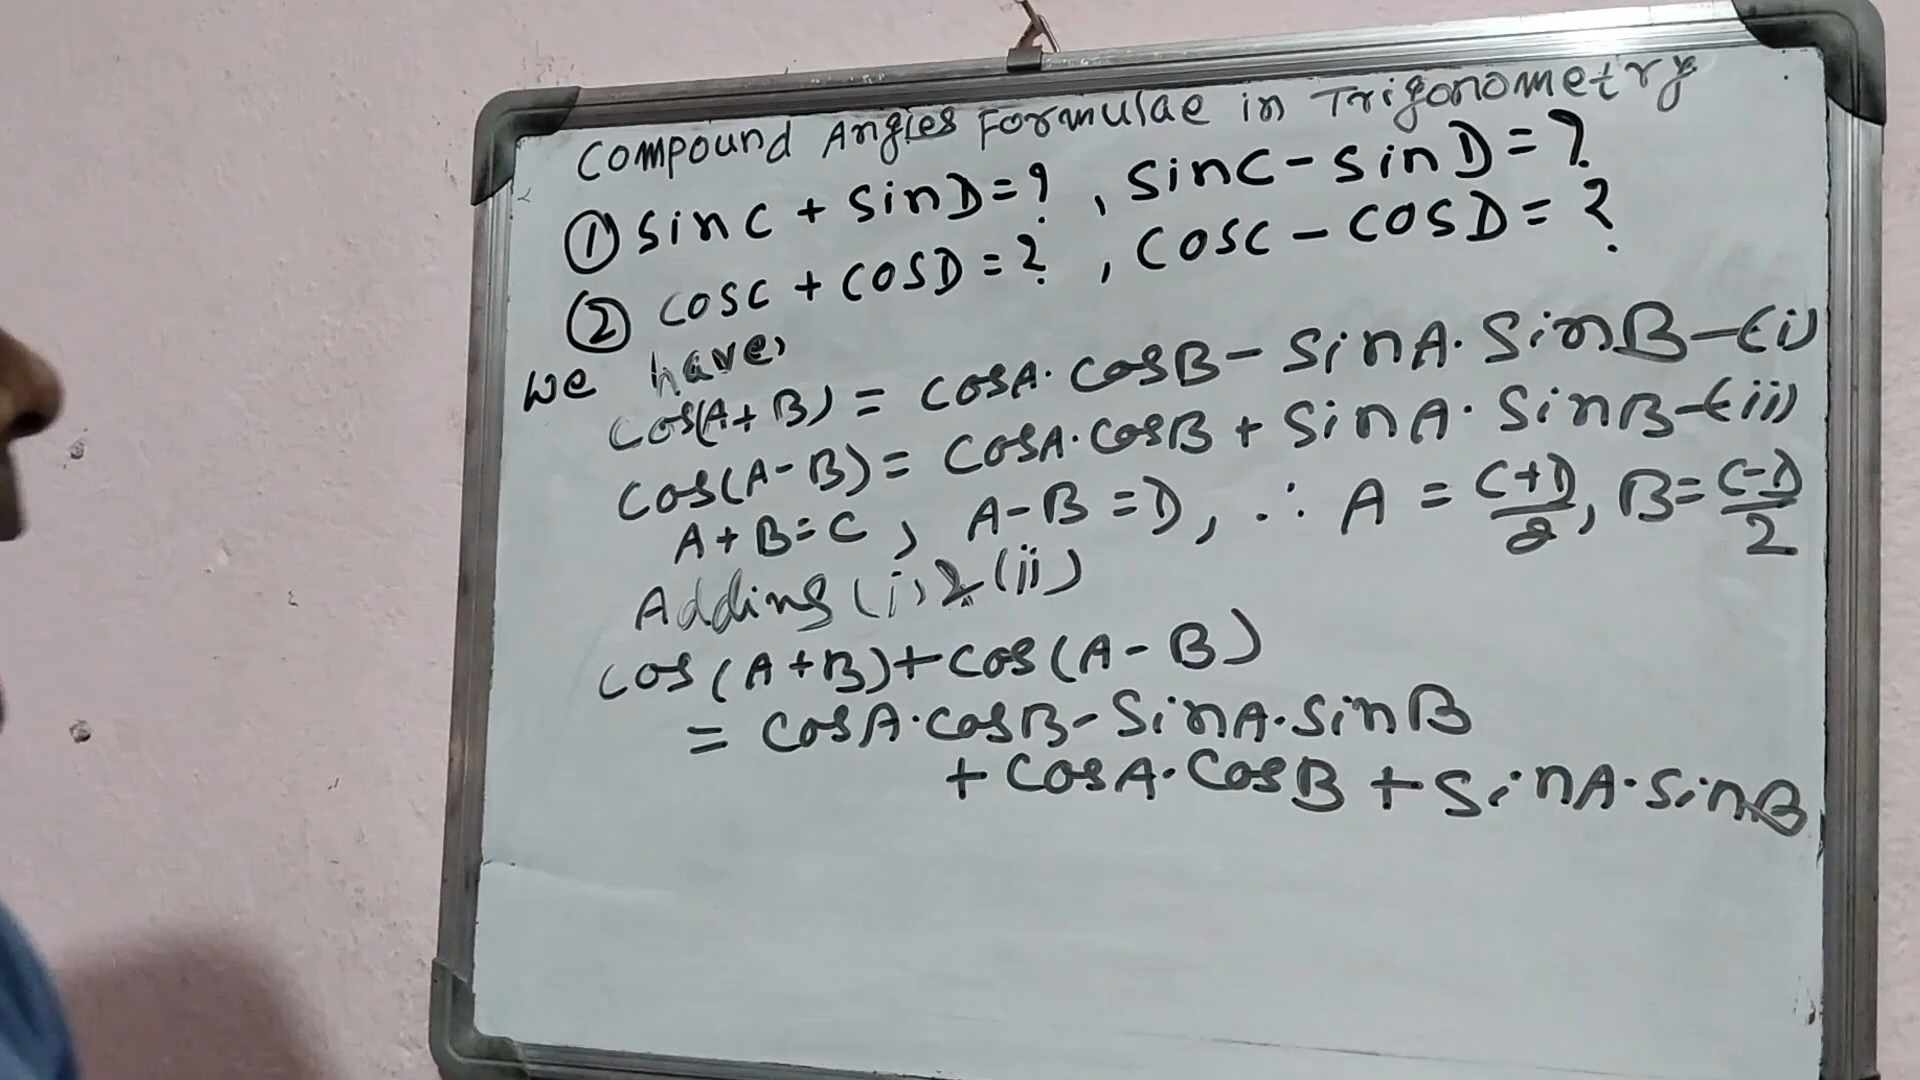 Compound Angles Formulae in Trigonometry
① sinC + sinD = ? , sinC - sinD = ?
② cosC + cosD = ? , cosC - cosD = ?
We have,
cos(A+B) = cosA·cosB - sinA·sinB -(i)
cos(A-B) = cosA·cosB + sinA·sinB -(ii)
A+B=C, A-B=D, ∴ A = (C+D)/2, B = (C-D)/2
Adding (i) & (ii)
cos(A+B)+cos(A-B)
= cosA·cosB - sinA·sinB
+ cosA·cosB + sinA·sinB